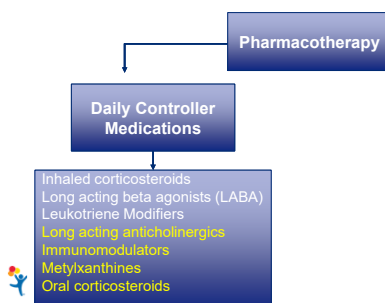 Pharmacotherapy
Daily Controller
Medications
Inhaled corticosteroids
Long acting beta agonists (LABA)
Leukotriene Modifiers
Long acting anticholinergics
Immunomodulators
Metylxanthines
Oral corticosteroids